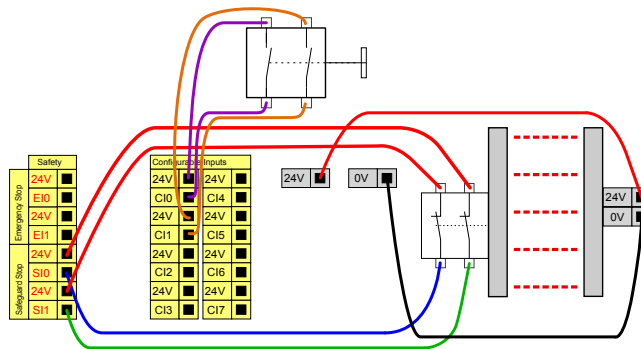 Safety
Emergency Stop
24V
EI0
24V
EI1
Safeguard Stop
24V
SI0
24V
SI1
Configurable Inputs
24V 24V
CI0 CI4
24V 24V
CI1 CI5
24V 24V
CI2 CI6
24V 24V
CI3 CI7
24V 0V
24V
0V